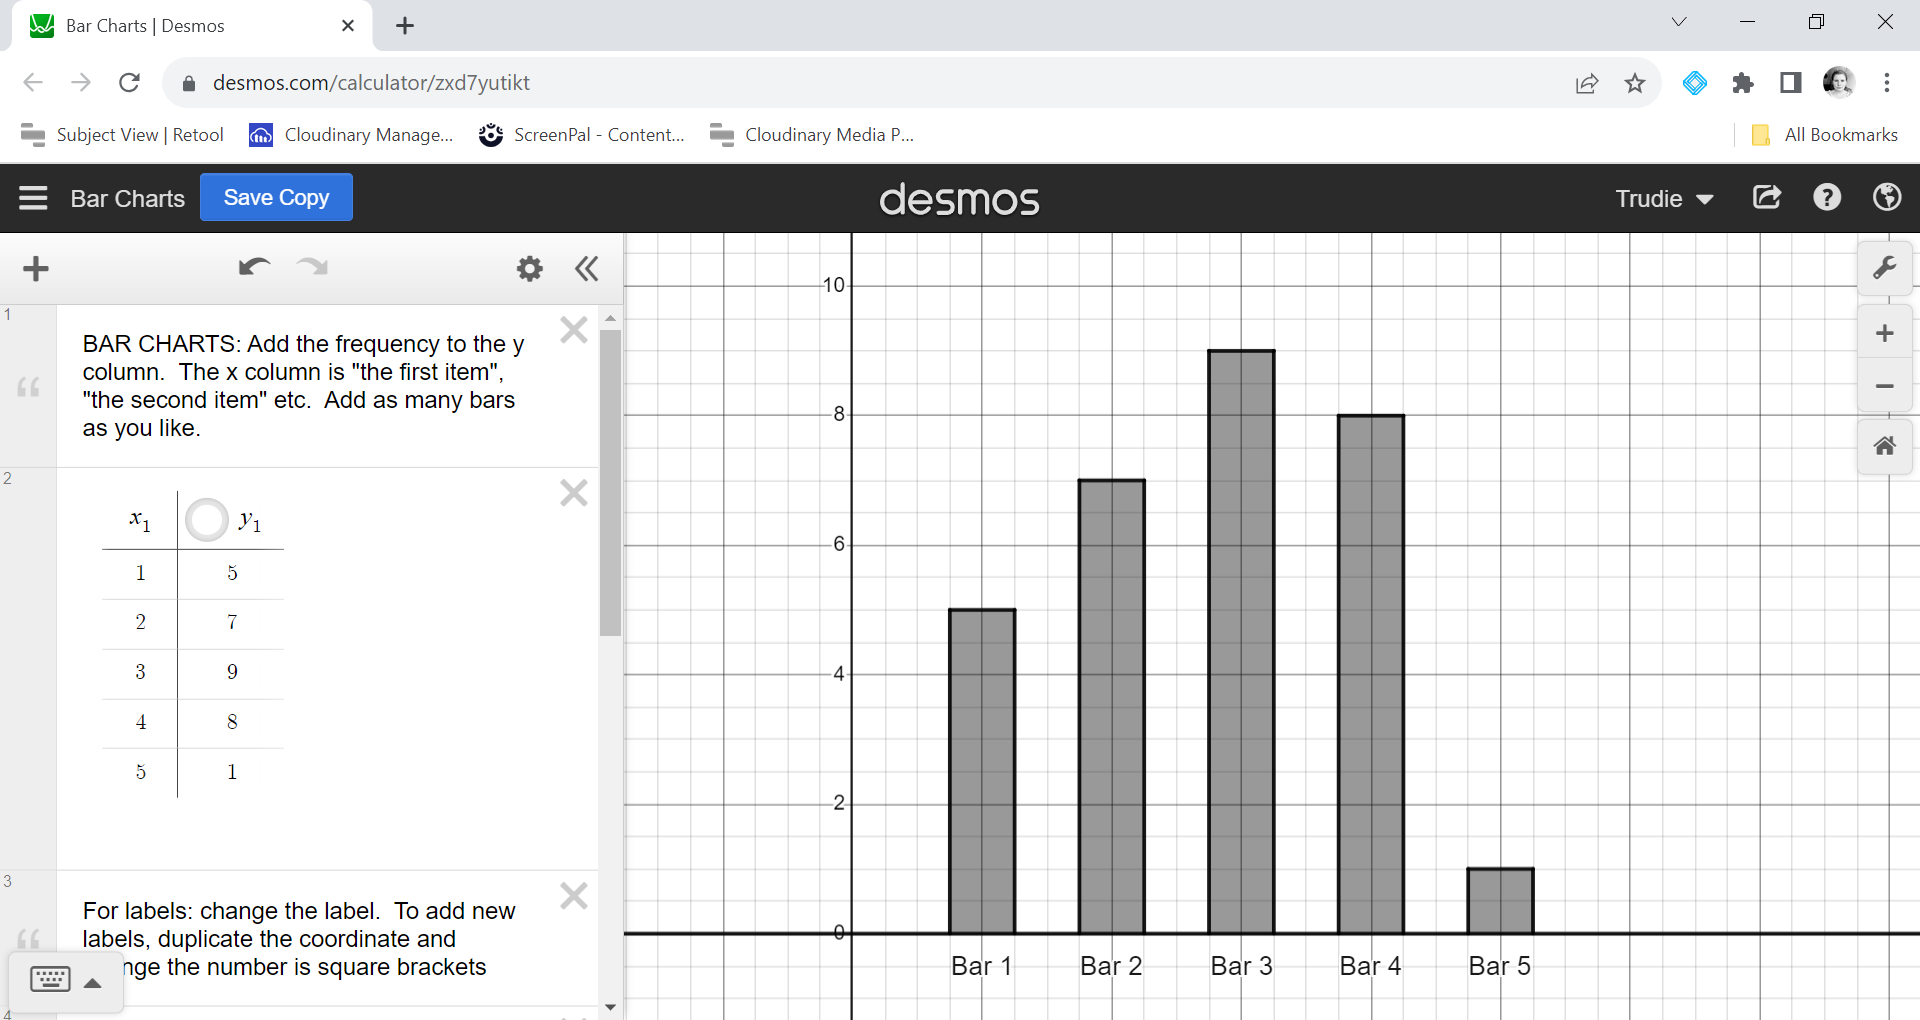 Bar Charts | Desmos
desmos.com/calculator/zxd7yutikt
Subject View | Retool
Cloudinary Manage...
ScreenPal - Content...
Cloudinary Media P...
All Bookmarks
Bar Charts
Save Copy
desmos
Trudie
1
BAR CHARTS: Add the frequency to the y
column.  The x column is "the first item",
"the second item" etc.  Add as many bars
as you like.
2
x₁ y₁
1 5
2 7
3 9
4 8
5 1
3
For labels: change the label.  To add new
labels, duplicate the coordinate and
nge the number is square brackets
4
10
8
6
4
2
0
Bar 1 Bar 2 Bar 3 Bar 4 Bar 5